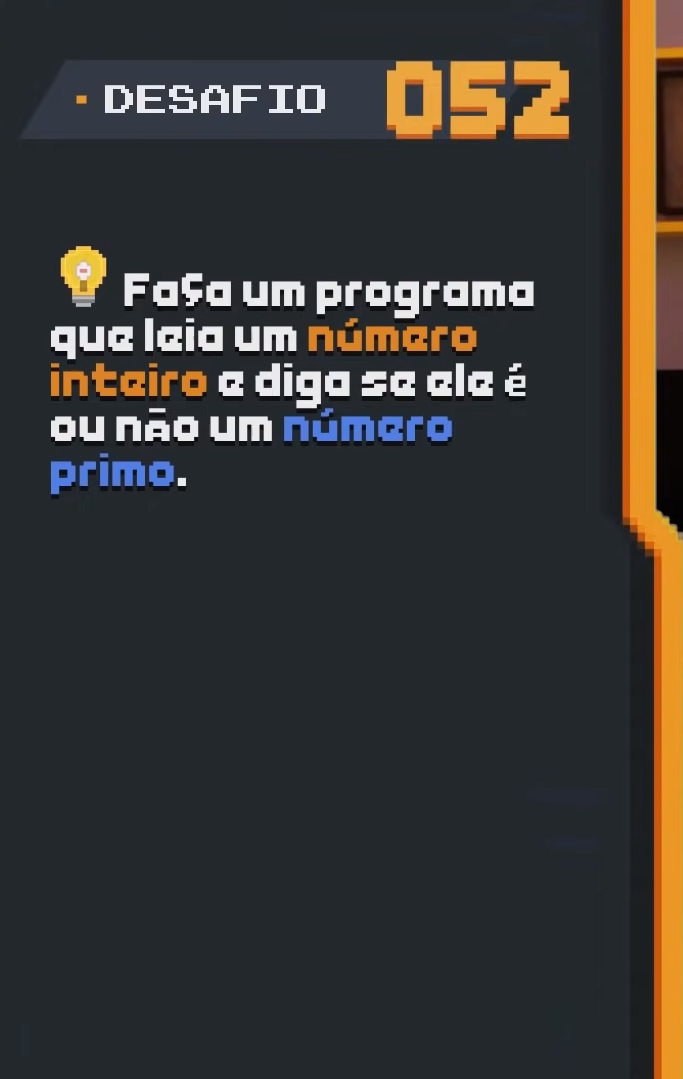 DESAFIO 052
Faça um programa
que leia um número
inteiro e diga se ele é
ou não um número
primo.